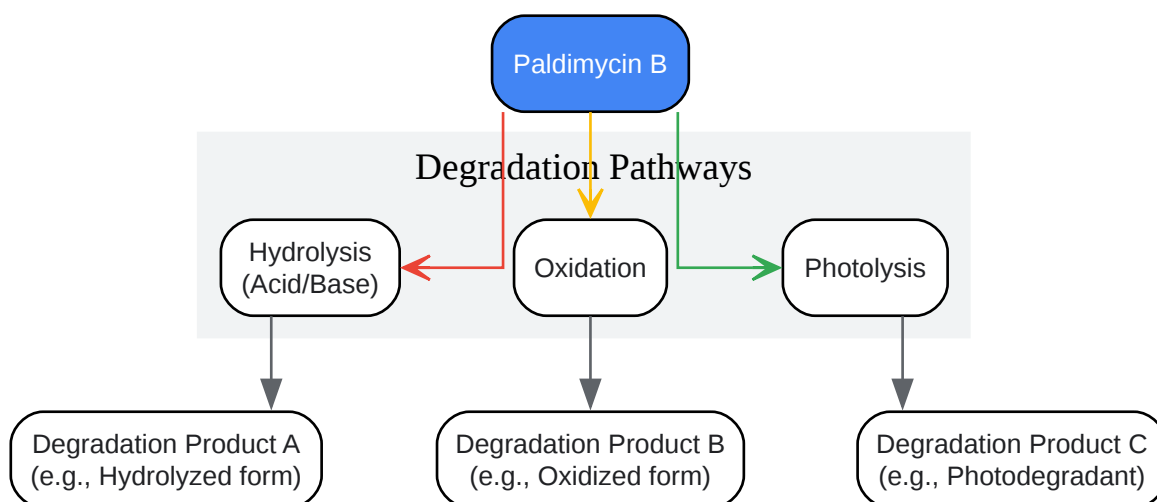 Paldimycin B
Degradation Pathways
Hydrolysis
(Acid/Base)
Oxidation
Photolysis
Degradation Product A
(e.g., Hydrolyzed form)
Degradation Product B
(e.g., Oxidized form)
Degradation Product C
(e.g., Photodegradant)